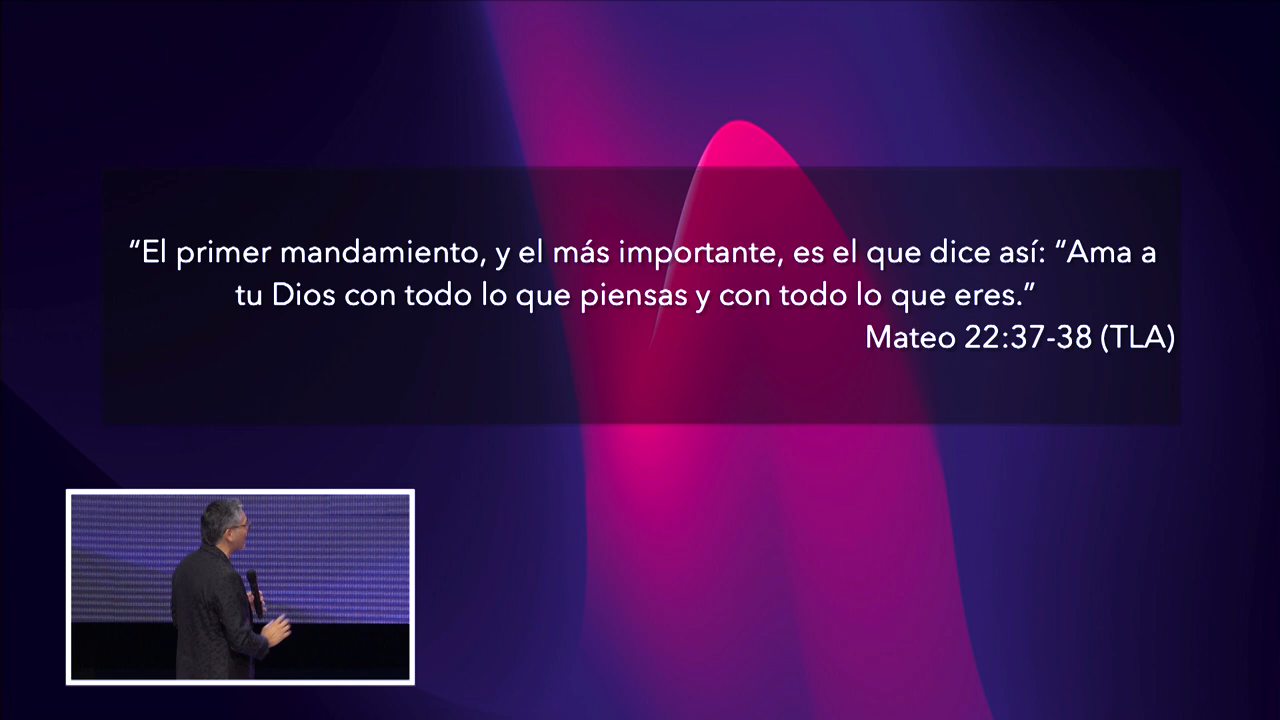 “El primer mandamiento, y el más importante, es el que dice así: “Ama a
tu Dios con todo lo que piensas y con todo lo que eres.”
Mateo 22:37-38 (TLA)